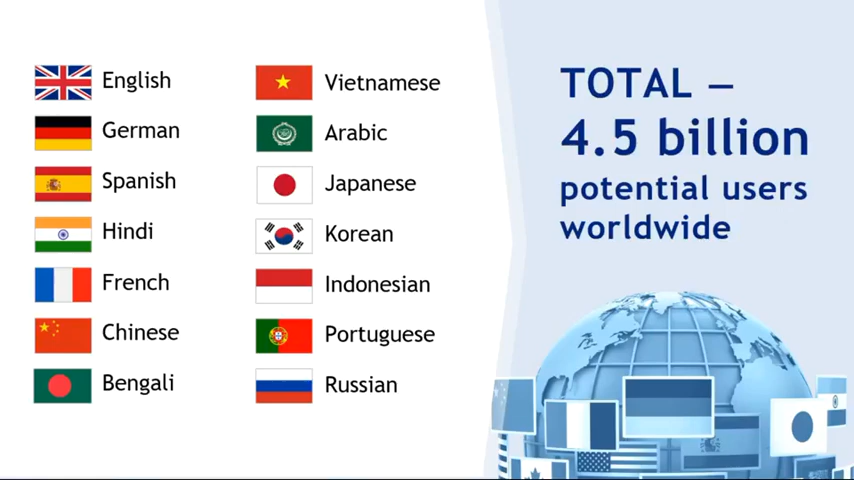 English
German
Spanish
Hindi
French
Chinese
Bengali
Vietnamese
Arabic
Japanese
Korean
Indonesian
Portuguese
Russian
TOTAL –
4.5 billion
potential users
worldwide